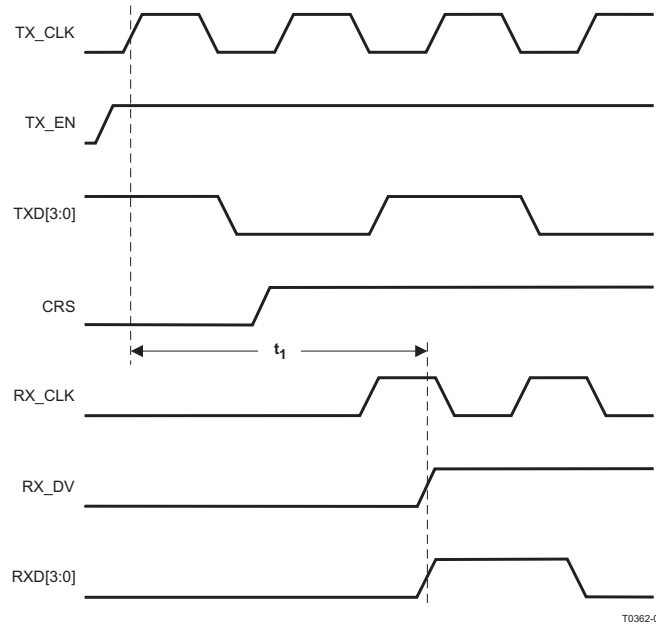 TX_CLK
TX_EN
TXD[3:0]
CRS
t1
RX_CLK
RX_DV
RXD[3:0]